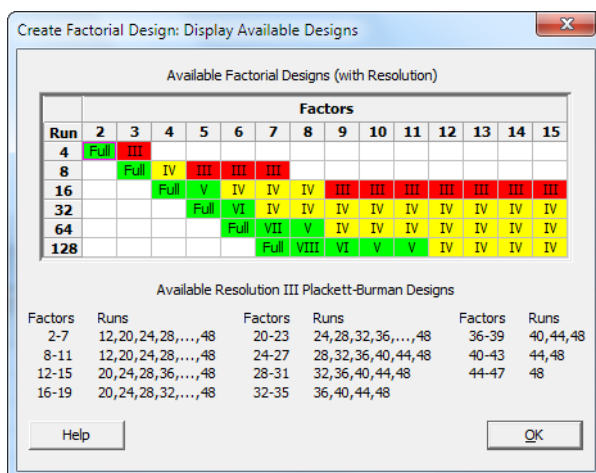 Create Factorial Design: Display Available Designs
Available Factorial Designs (with Resolution)
Factors
Run 2 3 4 5 6 7 8 9 10 11 12 13 14 15
4 Full III
8 Full IV III III III
16 Full V IV IV IV III III III III III III III
32 Full VI IV IV IV IV IV IV IV IV IV
64 Full VII V IV IV IV IV IV IV IV
128 Full VIII VI V V IV IV IV IV
Available Resolution III Plackett-Burman Designs
Factors Runs Factors Runs Factors Runs
2-7 12,20,24,28,...,48 20-23 24,28,32,36,...,48 36-39 40,44,48
8-11 12,20,24,28,...,48 24-27 28,32,36,40,44,48 40-43 44,48
12-15 20,24,28,36,...,48 28-31 32,36,40,44,48 44-47 48
16-19 20,24,28,32,...,48 32-35 36,40,44,48
Help OK